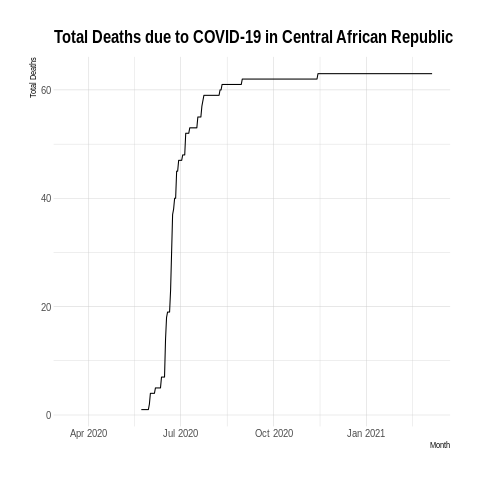 Total Deaths due to COVID-19 in Central African Republic
Total Deaths
60
40
20
0
Apr 2020 Jul 2020 Oct 2020 Jan 2021
Month